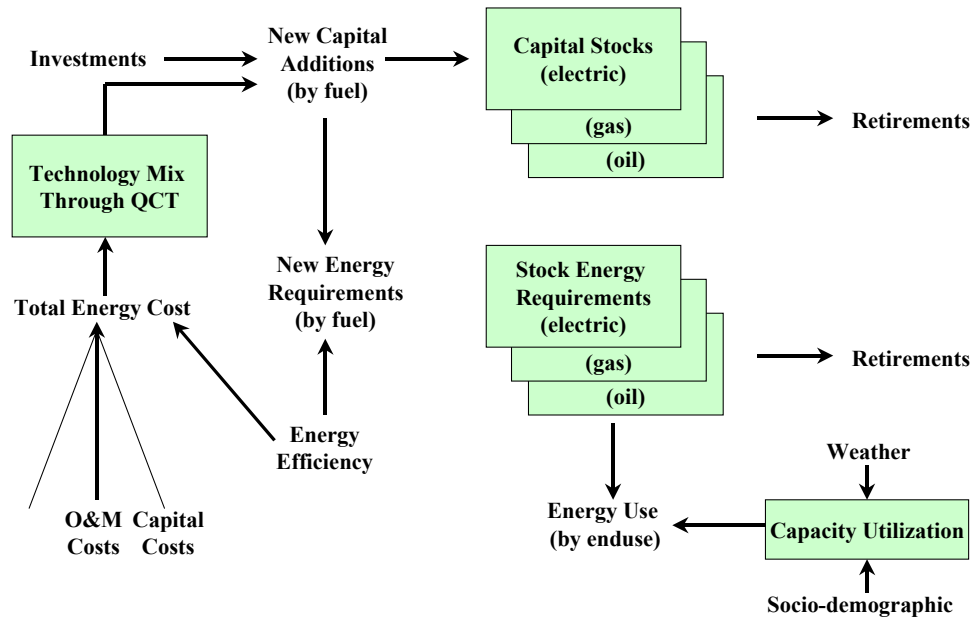 Investments
New Capital
Additions
(by fuel)
Capital Stocks
(electric)
(gas)
(oil)
Retirements
Technology Mix
Through QCT
Total Energy Cost
New Energy
Requirements
(by fuel)
Stock Energy
Requirements
(electric)
(gas)
(oil)
Retirements
Energy
Efficiency
O&M
Costs
Capital
Costs
Energy Use
(by enduse)
Weather
Capacity Utilization
Socio-demographic